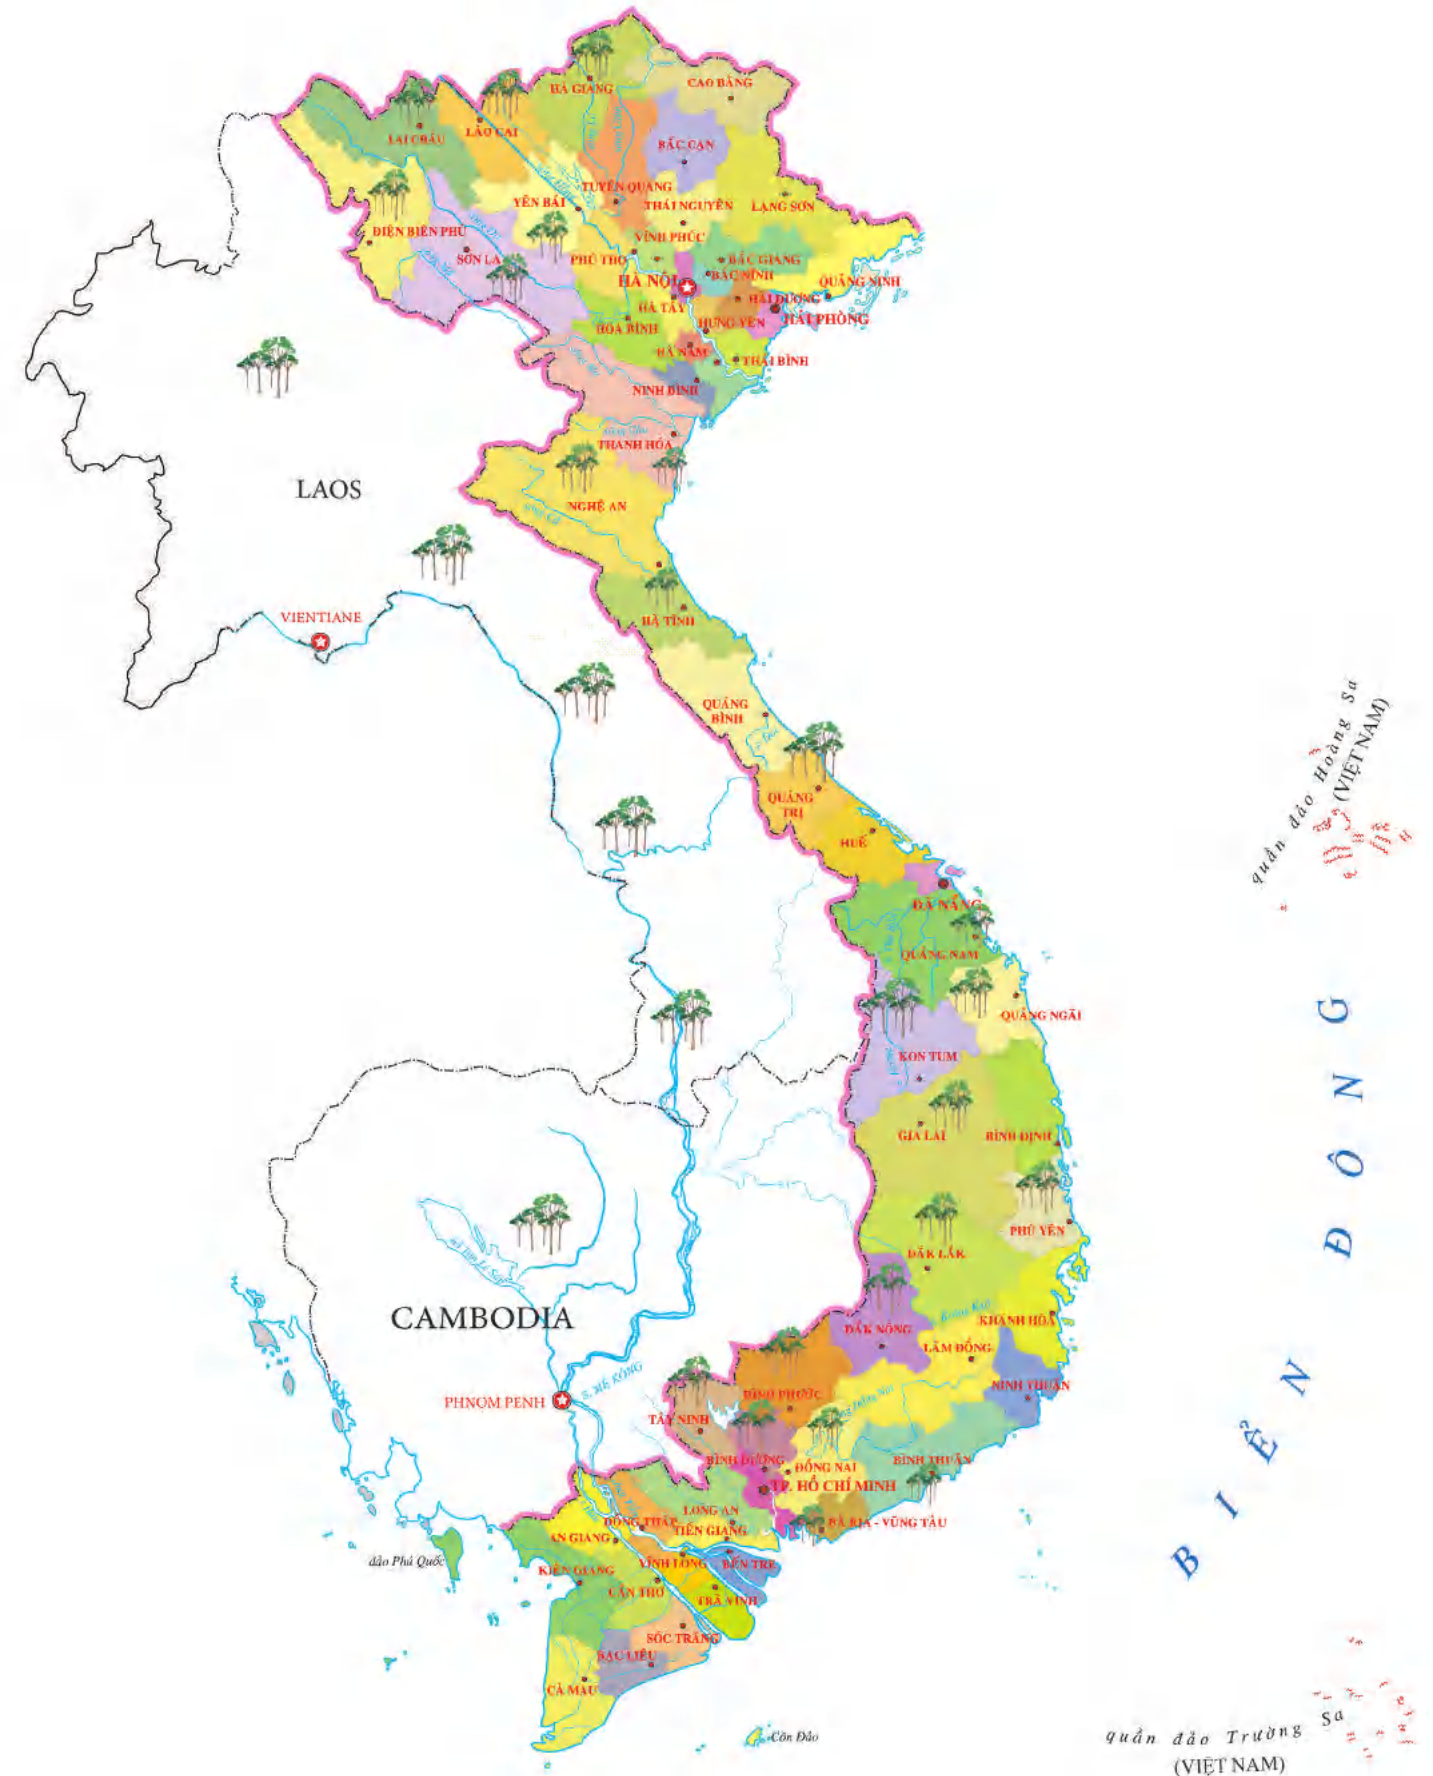 HÀ GIANG
CAO BẰNG
LAI CHÂU
LÀO CAI
BẮC CẠN
TUYÊN QUANG
YÊN BÁI
THÁI NGUYÊN
LẠNG SƠN
ĐIỆN BIÊN PHỦ
VĨNH PHÚC
SƠN LA
PHÚ THỌ
BẮC GIANG
BẮC NINH
HÀ NỘI
QUẢNG NINH
HẢI DƯƠNG
HÀ TÂY
HẢI PHÒNG
HƯNG YÊN
HÒA BÌNH
HÀ NAM
THÁI BÌNH
NINH BÌNH
THANH HÓA
LAOS
NGHỆ AN
VIENTIANE
HÀ TĨNH
QUẢNG
BÌNH
quần đảo Hoàng Sa
(VIỆT NAM)
QUẢNG
TRỊ
HUẾ
ĐÀ NẴNG
QUẢNG NAM
QUẢNG NGÃI
KON TUM
GIA LAI
BÌNH ĐỊNH
PHÚ YÊN
ĐĂK LĂK
BIỂN ĐÔNG
CAMBODIA
KHÁNH HÒA
ĐĂK NÔNG
LÂM ĐỒNG
S. MÊ KÔNG
NINH THUẬN
PHNOM PENH
BÌNH PHƯỚC
TÂY NINH
BÌNH DƯƠNG
ĐỒNG NAI
BÌNH THUẬN
TP. HỒ CHÍ MINH
LONG AN
ĐỒNG THÁP
TIỀN GIANG
BÀ RỊA - VŨNG TÀU
AN GIANG
đảo Phú Quốc
VĨNH LONG
BẾN TRE
KIÊN GIANG
CẦN THƠ
TRÀ VINH
SÓC TRĂNG
BẠC LIÊU
CÀ MAU
Côn Đảo
quần đảo Trường Sa
(VIỆT NAM)